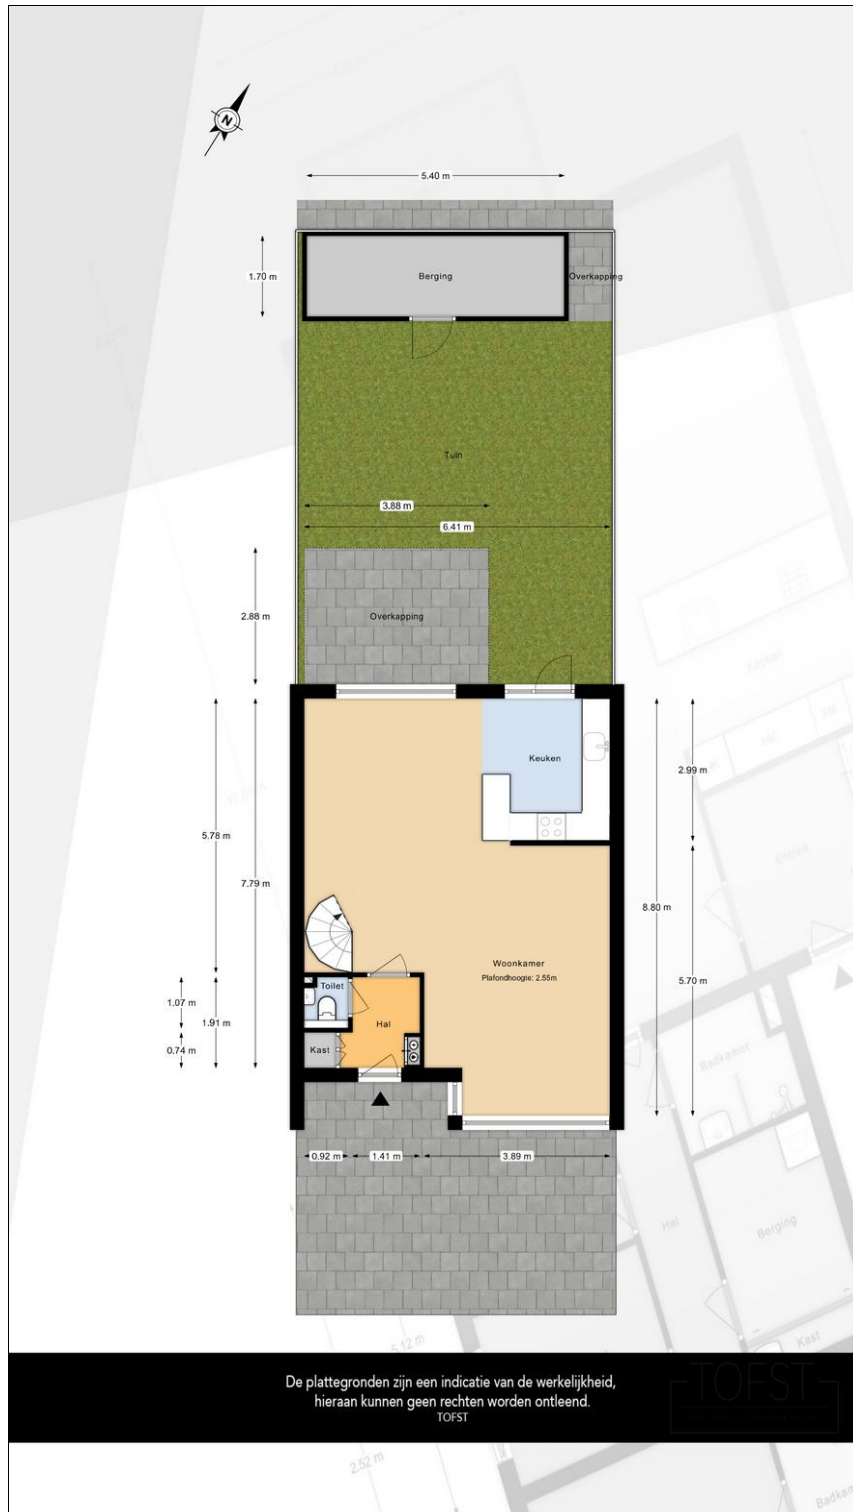 N
5.40 m
1.70 m
Berging
Overkapping
Tuin
3.88 m
6.41 m
2.88 m
Overkapping
Keuken
2.99 m
5.78 m
7.79 m
8.80 m
Woonkamer
Plafondhoogte: 2.55m
5.70 m
Toilet
1.07 m
1.91 m
Hal
0.74 m
Kast
0.92 m
1.41 m
3.89 m
Keuken
HK
HK
Entree
Badkamer
Hal
Berging
Kast
5.12 m
De plattegronden zijn een indicatie van de werkelijkheid,
hieraan kunnen geen rechten worden ontleend.
TOFST
TOFST
2.52 m